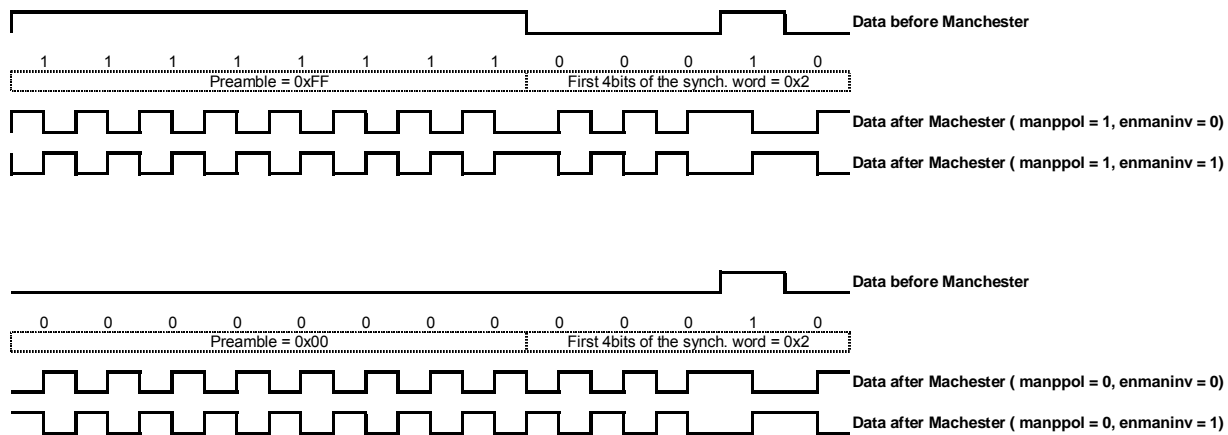 Data before Manchester
1 1 1 1 1 1 1 1 0 0 0 1 0
Preamble = 0xFF First 4bits of the synch. word = 0x2
Data after Machester ( manppol = 1, enmaninv = 0)
Data after Machester ( manppol = 1, enmaninv = 1)
Data before Manchester
0 0 0 0 0 0 0 0 0 0 0 1 0
Preamble = 0x00 First 4bits of the synch. word = 0x2
Data after Machester ( manppol = 0, enmaninv = 0)
Data after Machester ( manppol = 0, enmaninv = 1)